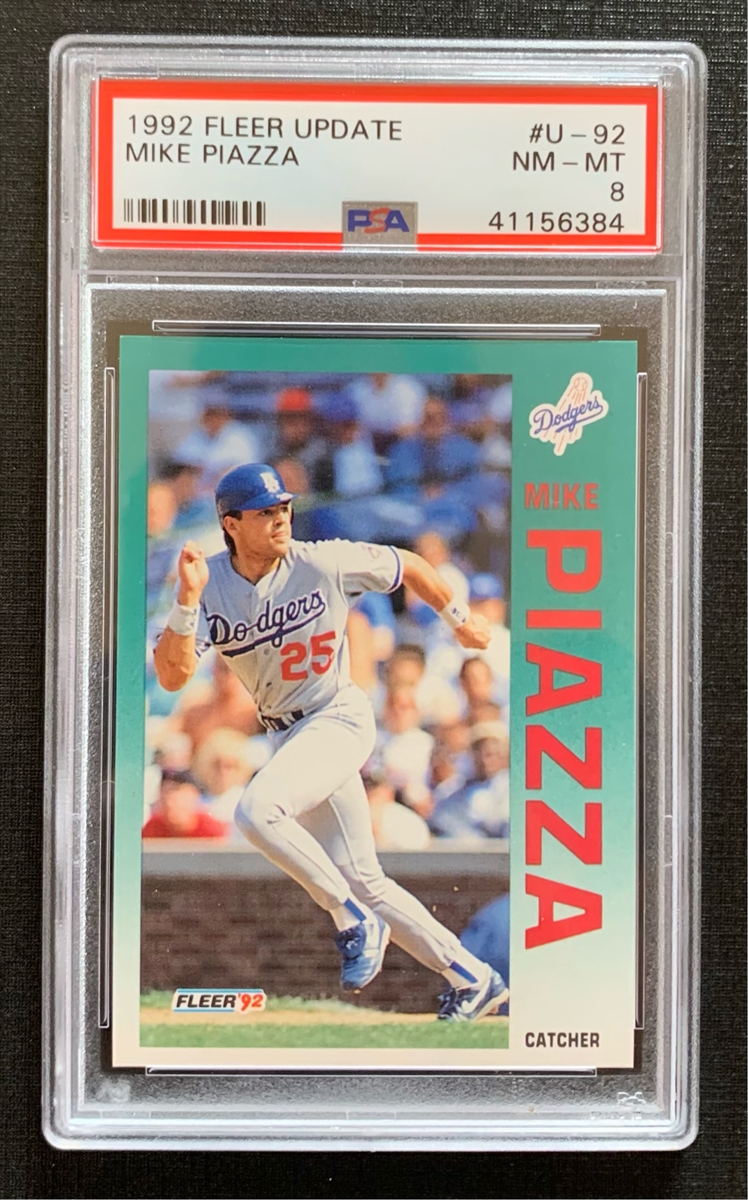 1992 FLEER UPDATE #U-92
MIKE PIAZZA NM-MT
8
PSA 41156384
Dodgers
MIKE
PIAZZA
Dodgers
25
FLEER'92
CATCHER